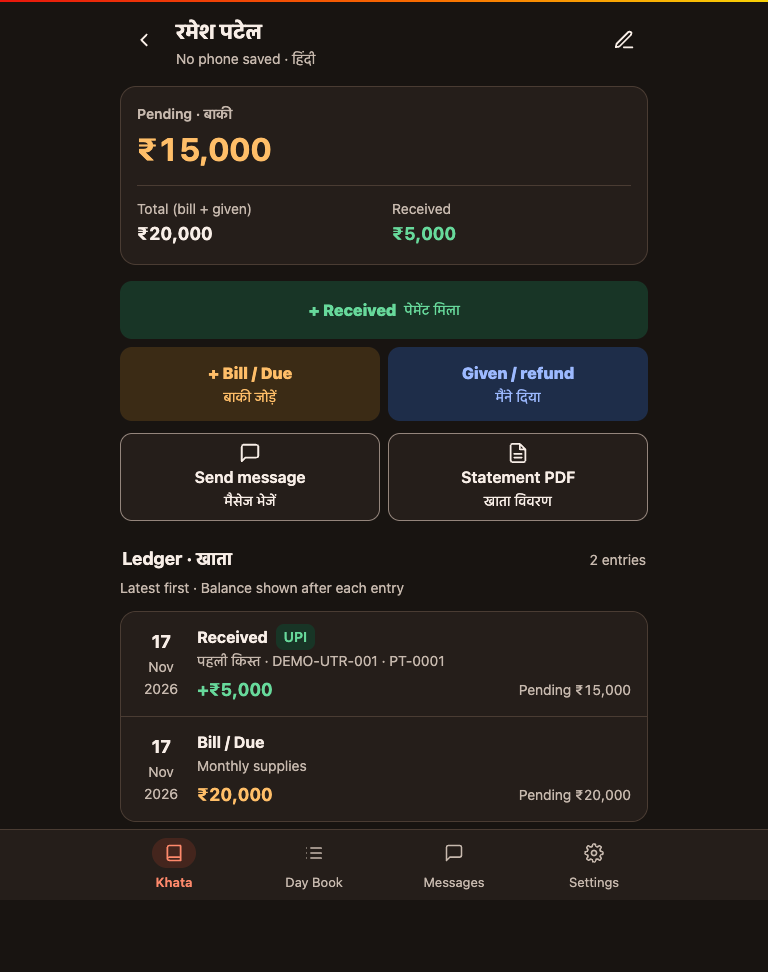 रमेश पटेल
No phone saved · हिंदी
Pending · बाकी
₹15,000
Total (bill + given)
Received
₹20,000
₹5,000
+ Received पेमेंट मिला
+ Bill / Due
बाकी जोड़ें
Given / refund
मैंने दिया
Send message
मैसेज भेजें
Statement PDF
खाता विवरण
Ledger · खाता
2 entries
Latest first · Balance shown after each entry
17 Nov 2026
Received UPI
पहली किस्त · DEMO-UTR-001 · PT-0001
+₹5,000
Pending ₹15,000
17 Nov 2026
Bill / Due
Monthly supplies
₹20,000
Pending ₹20,000
Khata
Day Book
Messages
Settings